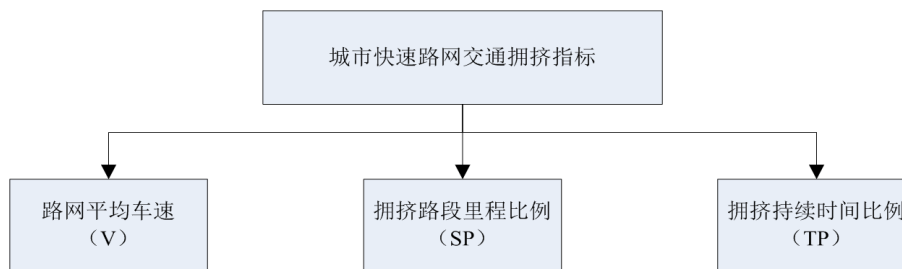 城市快速路网交通拥挤指标
路网平均车速
（V）
拥挤路段里程比例
（SP）
拥挤持续时间比例
（TP）